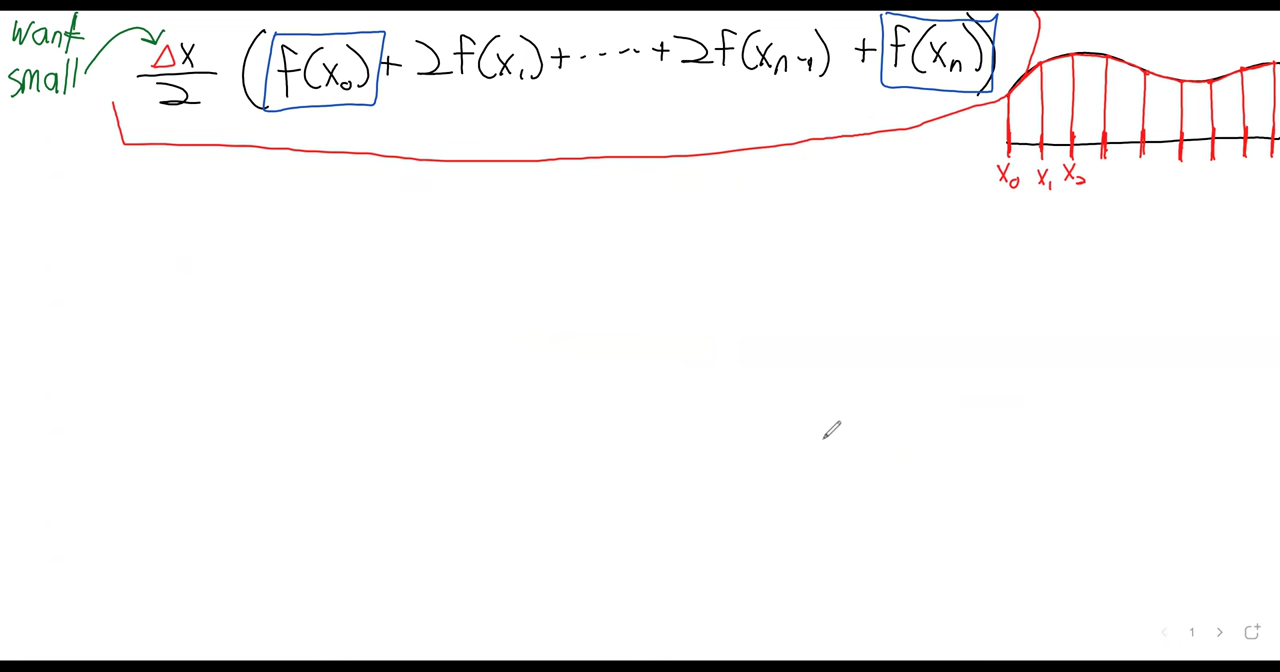 want
small
Δx/2 (f(x₀) + 2f(x₁) + ····· + 2f(xₙ₋₁) + f(xₙ))
x₀ x₁ x₂
1